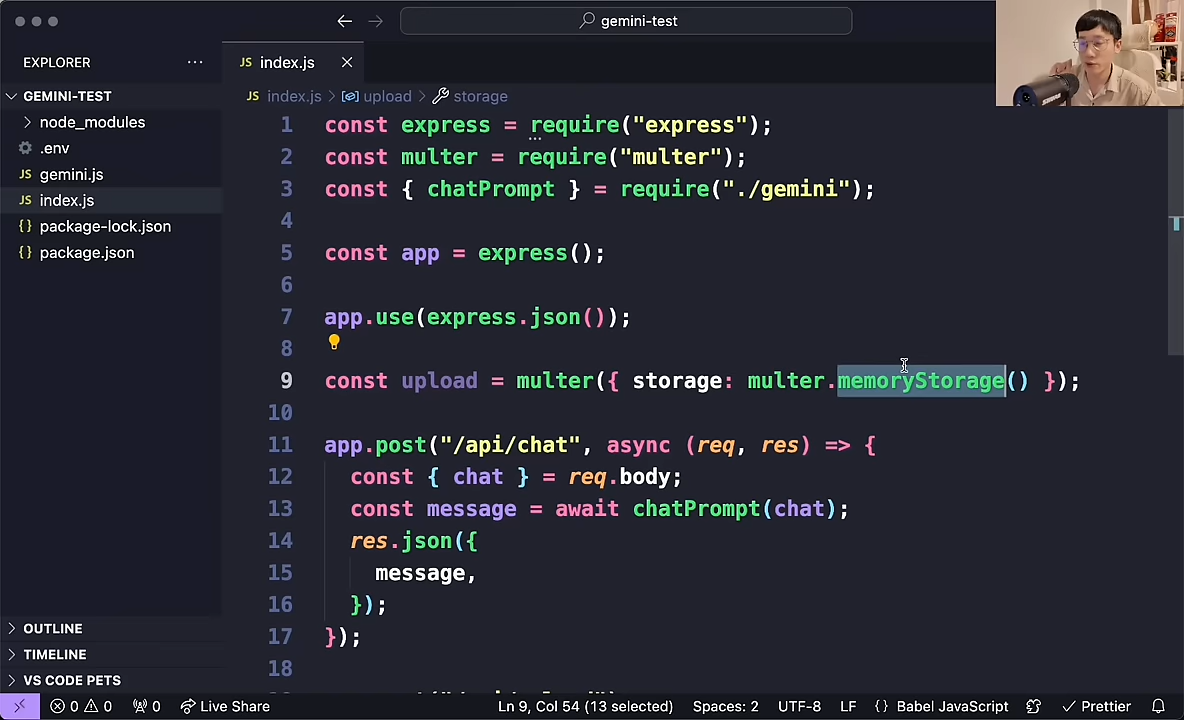 gemini-test
EXPLORER
GEMINI-TEST
node_modules
.env
gemini.js
index.js
package-lock.json
package.json
OUTLINE
TIMELINE
VS CODE PETS
JS index.js
JS index.js > upload > storage
1 const express = require("express");
2 const multer = require("multer");
3 const { chatPrompt } = require("./gemini");
4
5 const app = express();
6
7 app.use(express.json());
8
9 const upload = multer({ storage: multer.memoryStorage() });
10
11 app.post("/api/chat", async (req, res) => {
12 const { chat } = req.body;
13 const message = await chatPrompt(chat);
14 res.json({
15 message,
16 });
17 });
18
0 0 0 Live Share Ln 9, Col 54 (13 selected) Spaces: 2 UTF-8 LF {} Babel JavaScript Prettier